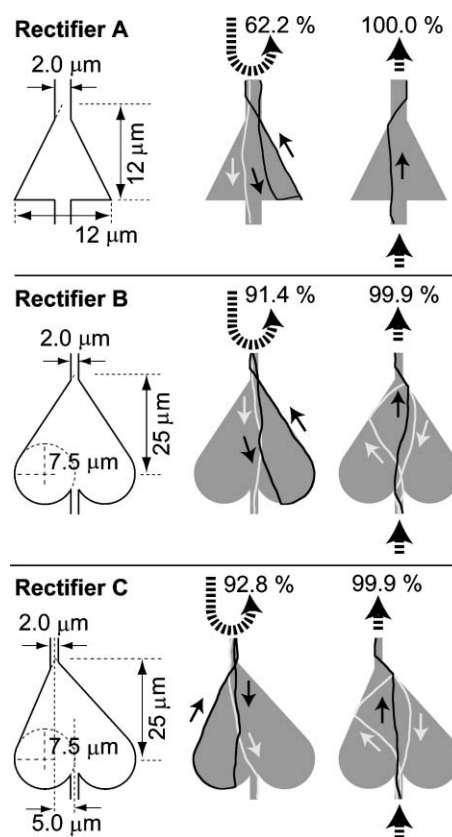 Rectifier A
62.2 %
100.0 %
2.0 μm
12 μm
12 μm
Rectifier B
91.4 %
99.9 %
2.0 μm
25 μm
7.5 μm
Rectifier C
92.8 %
99.9 %
2.0 μm
25 μm
7.5 μm
5.0 μm